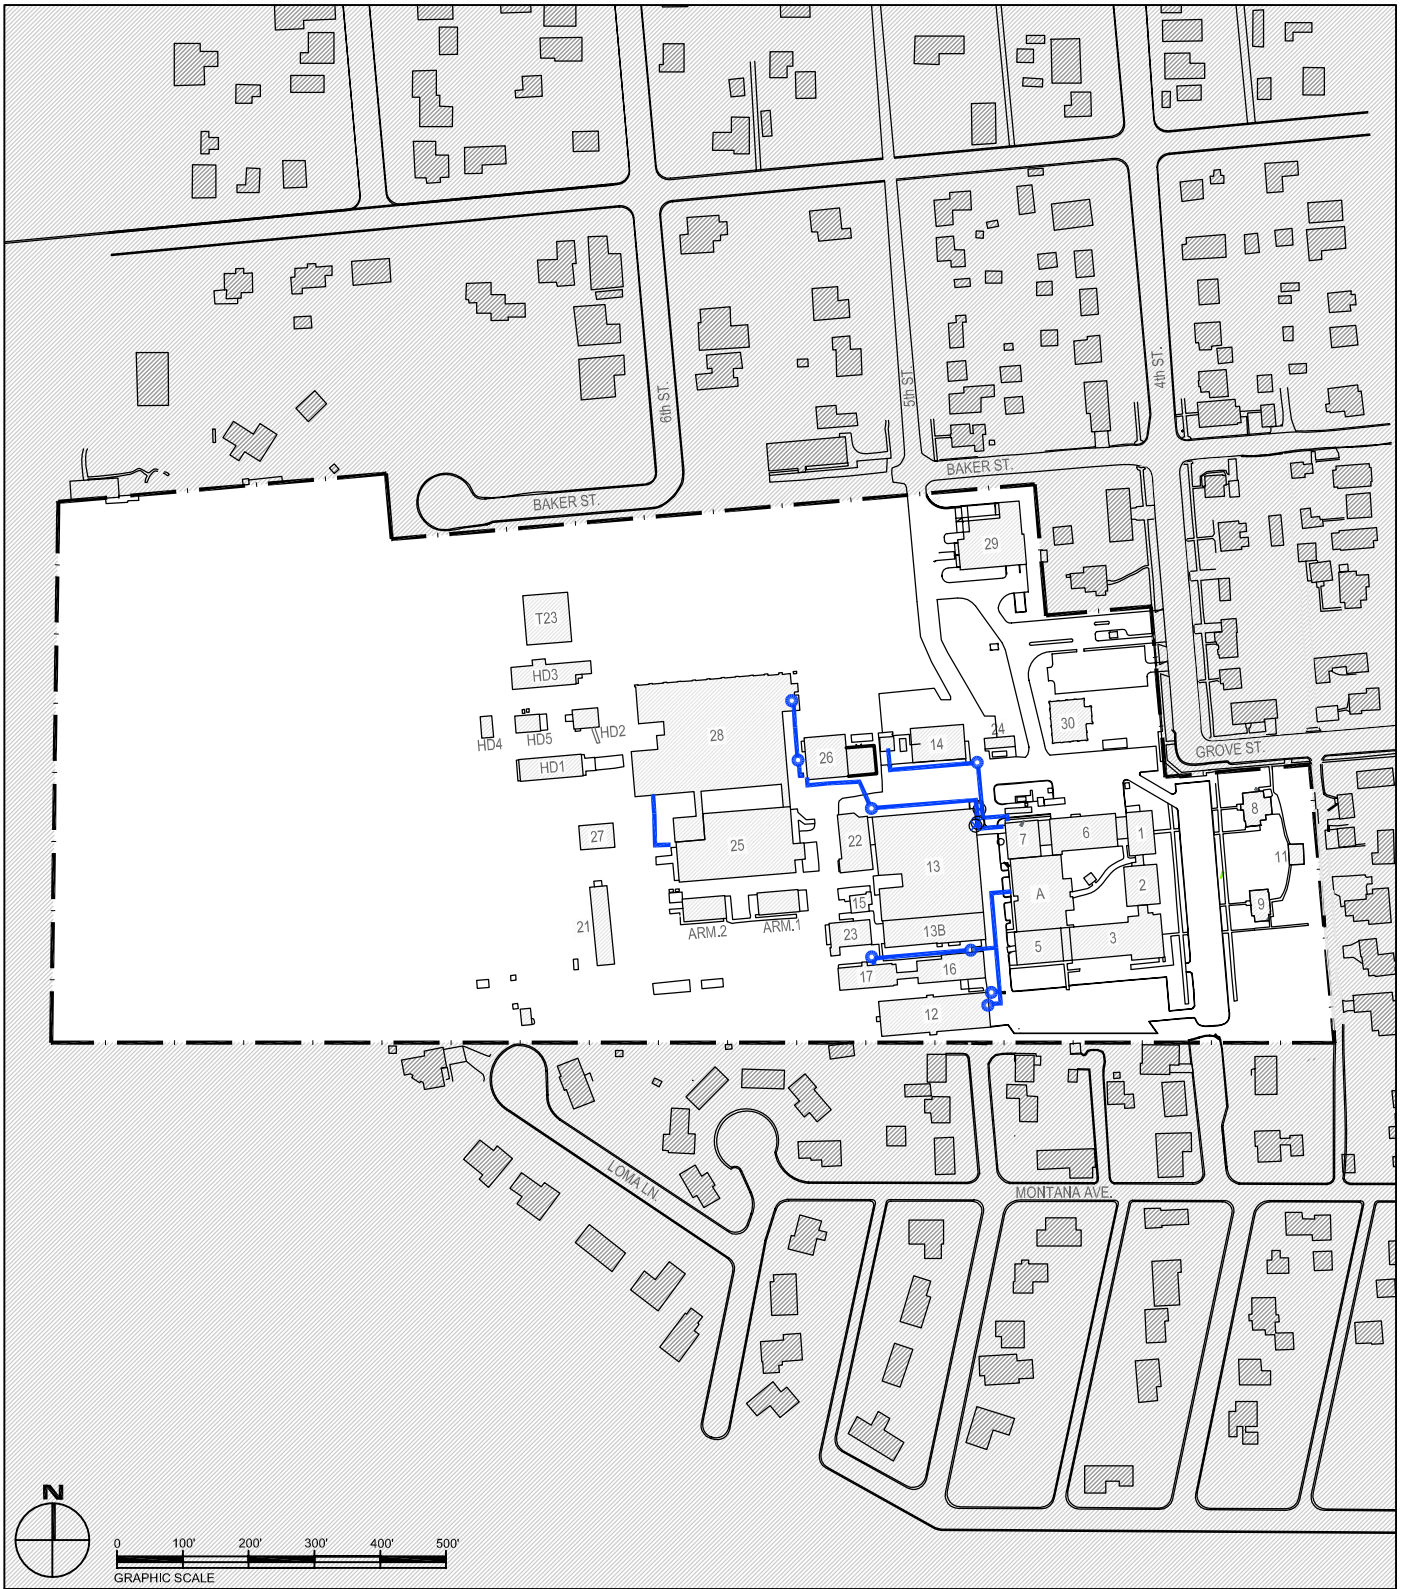 6th ST.
5th ST.
4th ST.
BAKER ST.
BAKER ST.
29
T23
HD3
HD4
HD5
HD2
HD1
28
26
14
24
30
GROVE ST.
27
25
22
13
7
6
1
8
11
2
A
9
21
ARM.2
ARM.1
15
23
13B
5
3
17
16
12
LOMA LN.
MONTANA AVE.
N
0 100' 200' 300' 400' 500'
GRAPHIC SCALE